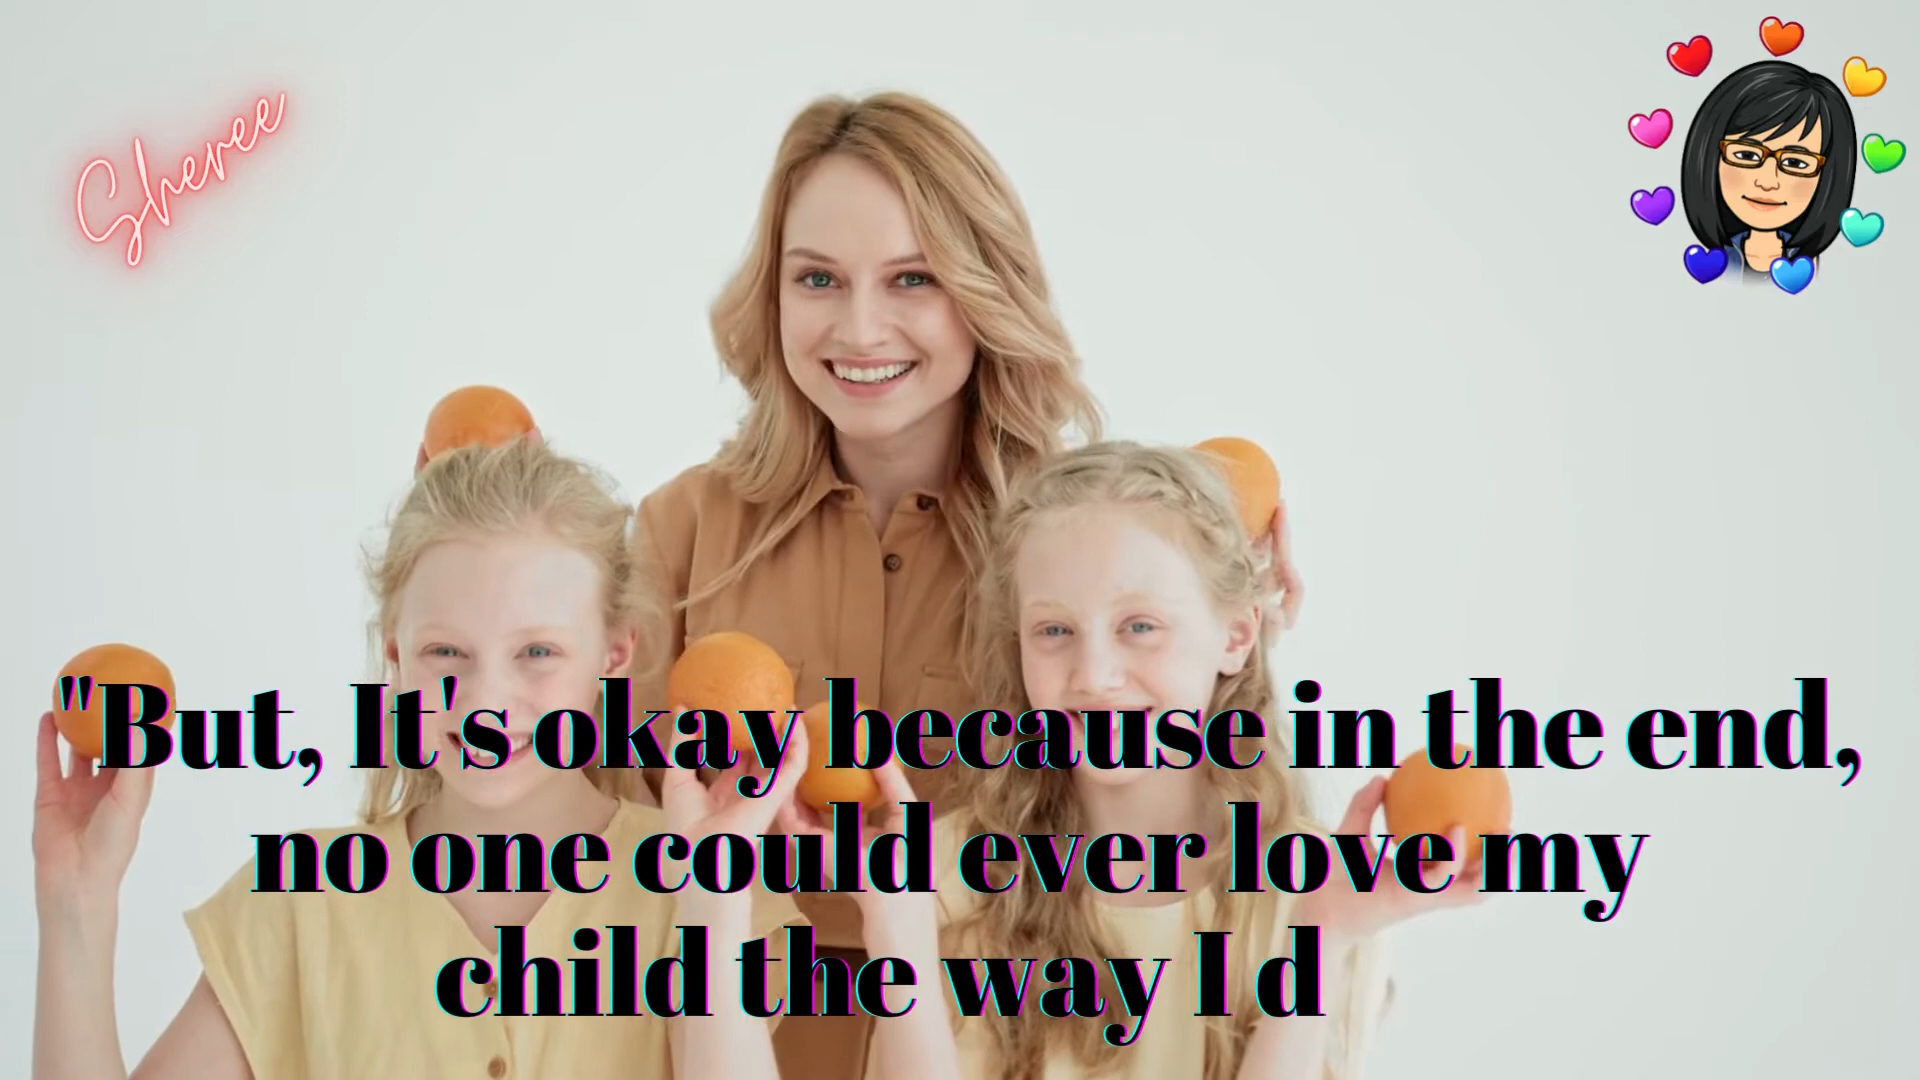 Sheree
"But, It's okay because in the end,
no one could ever love my
child the way I d